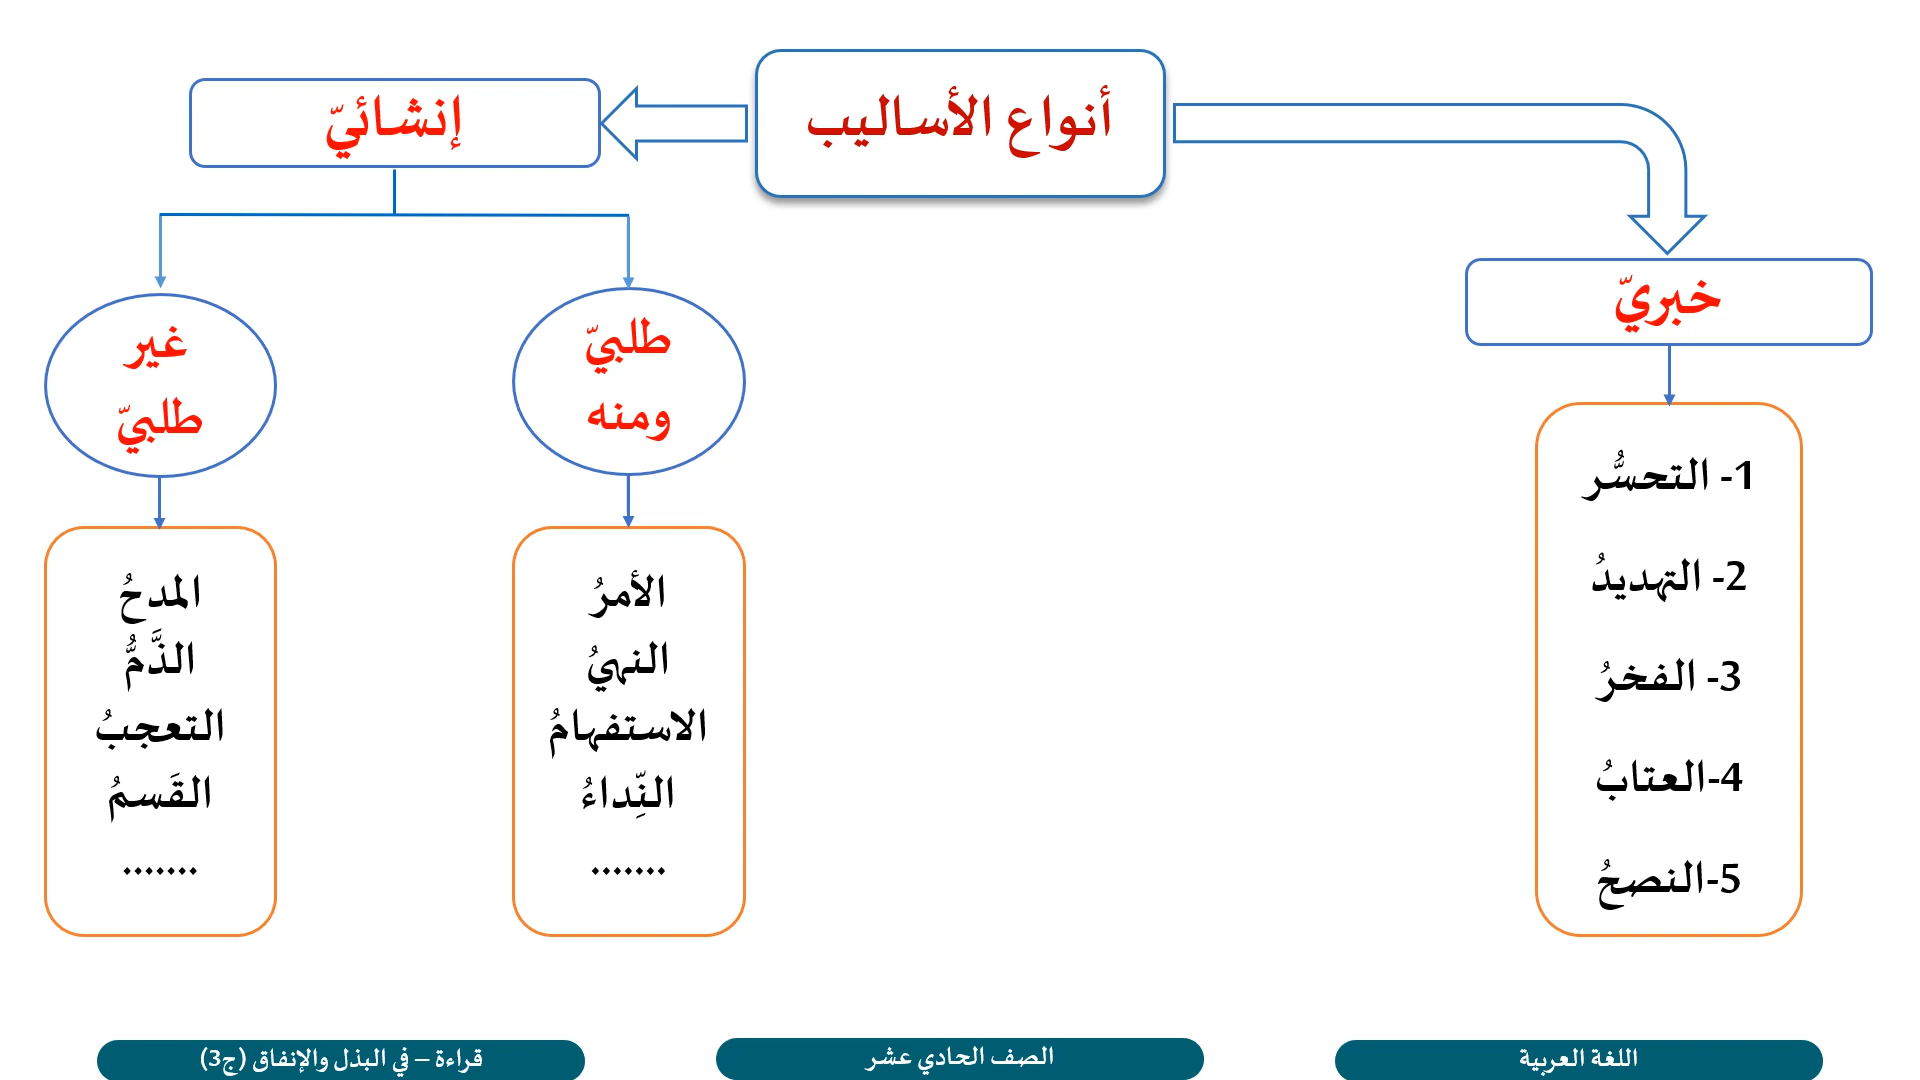 أنواع الأساليب
خبريّ
1- التحسُّر
2- التهديدُ
3- الفخرُ
4-العتابُ
5-النصحُ
إنشائيّ
طلبيّ
ومنه
الأمرُ
النهيُ
الاستفهامُ
النِّداءُ
.......
غير
طلبيّ
المدحُ
الذَّمُّ
التعجبُ
القَسمُ
.......
اللغة العربية
الصف الحادي عشر
قراءة – في البذل والإنفاق (ج3)